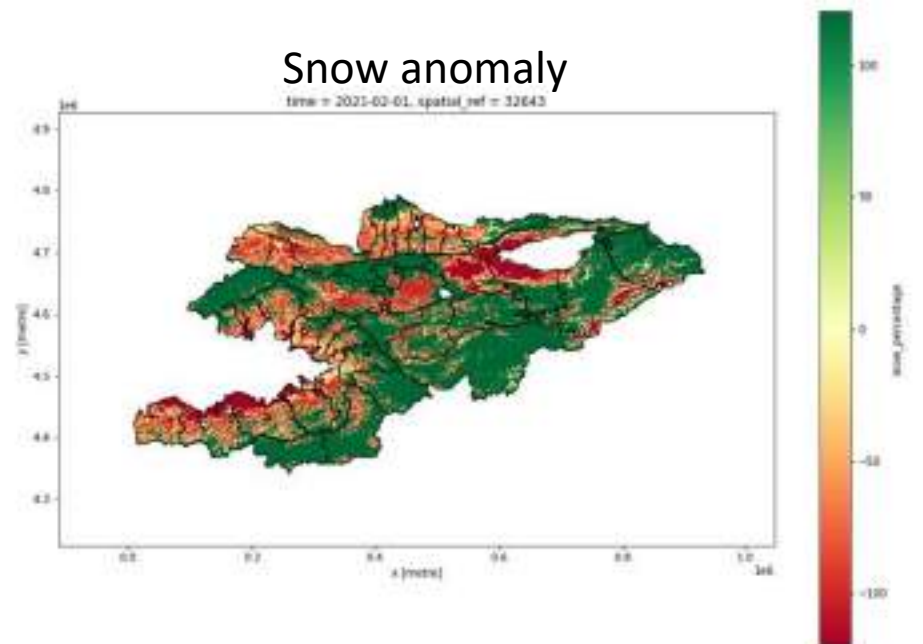 Snow anomaly
time = 2021-02-01, spatial_ref = 32643
1e6
4.9
4.8
4.7
4.6
4.5
4.4
4.3
y [metre]
0.0
0.2
0.4
0.6
0.8
1.0
x [metre]
1e6
100
50
0
−50
−100
snow_percentage